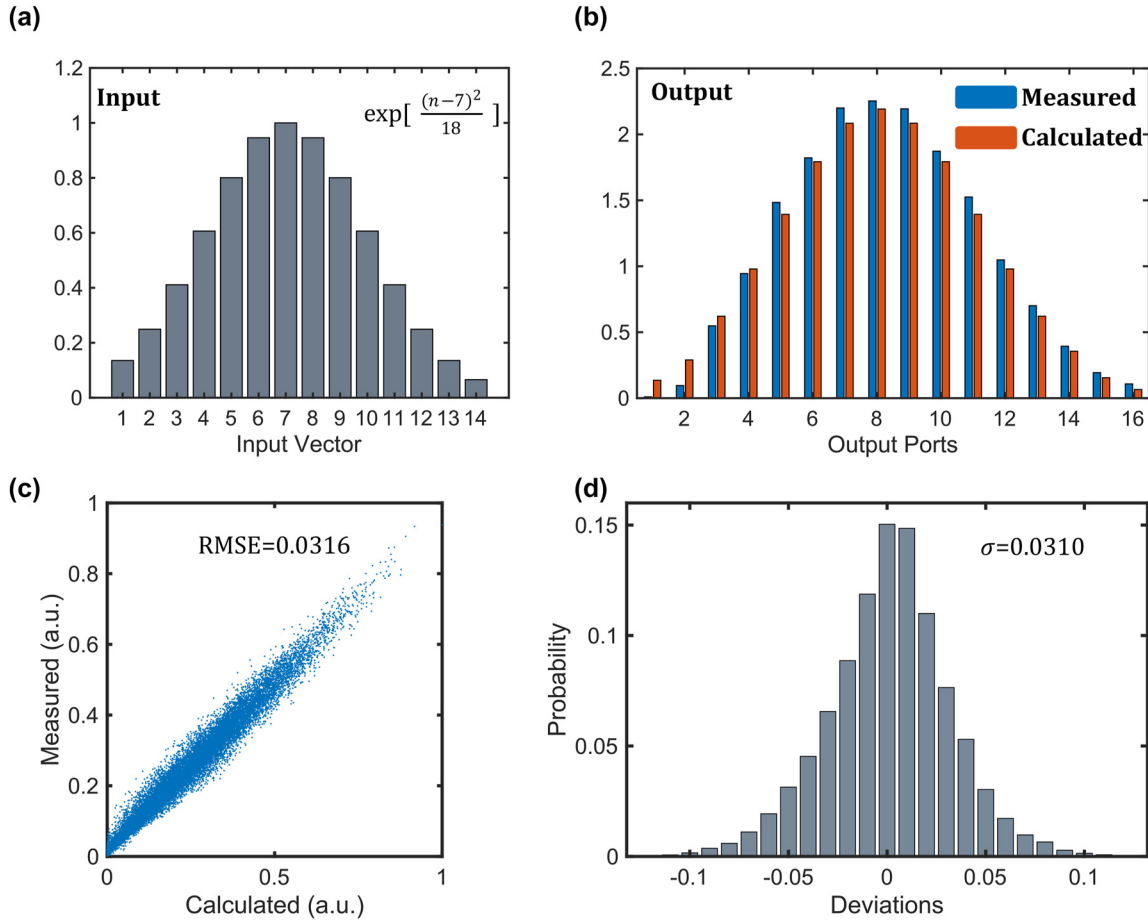 (a)
Input
exp[ (n−7)²/18 ]
1.2
1
0.8
0.6
0.4
0.2
0
1 2 3 4 5 6 7 8 9 10 11 12 13 14
Input Vector
(b)
Output
Measured
Calculated
2.5
2
1.5
1
0.5
0
2 4 6 8 10 12 14 16
Output Ports
(c)
RMSE=0.0316
Measured (a.u.)
1
0.8
0.6
0.4
0.2
0
0 0.5 1
Calculated (a.u.)
(d)
σ=0.0310
Probability
0.15
0.1
0.05
0
-0.1 -0.05 0 0.05 0.1
Deviations